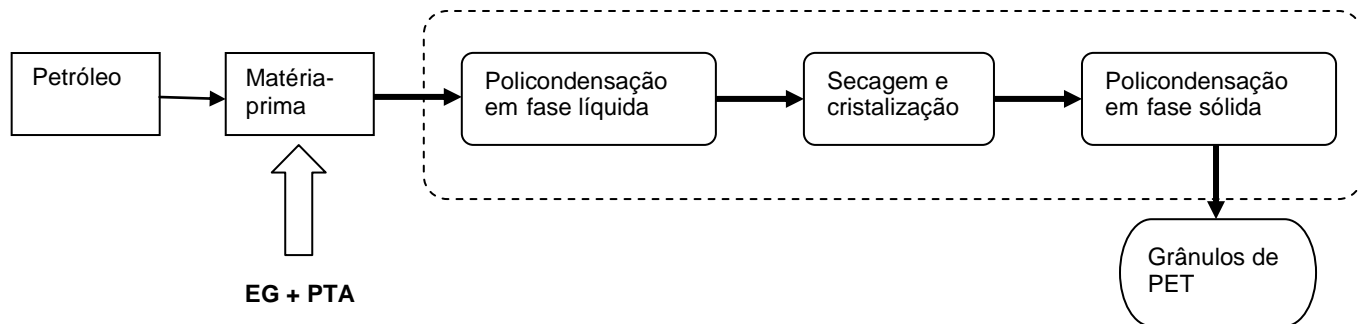 Petróleo
Matéria-
prima
Policondensação
em fase líquida
Secagem e
cristalização
Policondensação
em fase sólida
Grânulos de
PET
EG + PTA